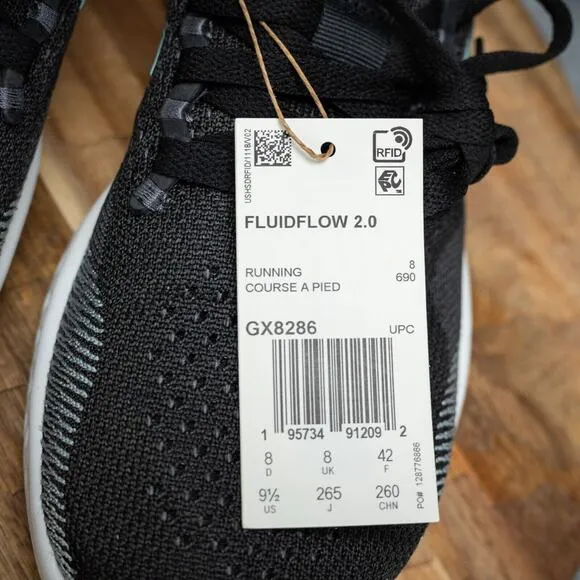 USHSDRFID/1118/V02
RFID
FLUIDFLOW 2.0
RUNNING
COURSE A PIED
8
690
GX8286
UPC
1 95734 91209 2
8 8 42
D UK F
9½ 265 260
US J CHN
PO# 128776866